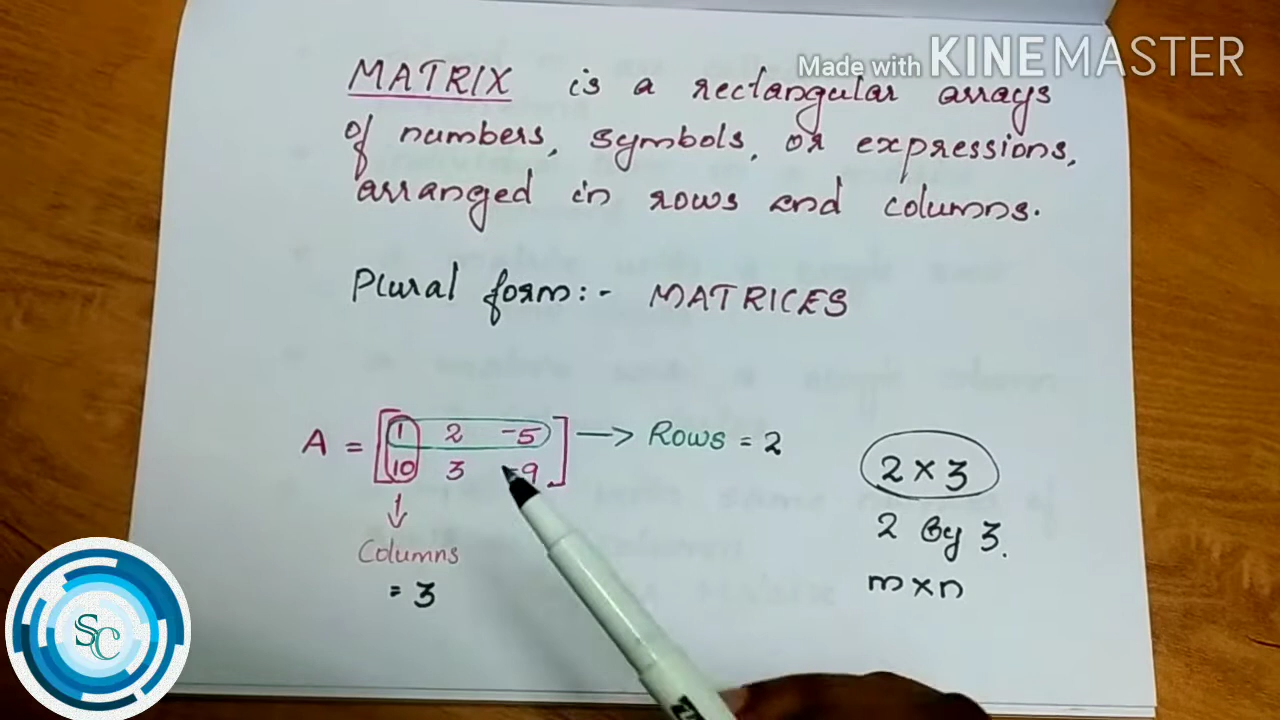 Made with KINEMASTER
MATRIX is a rectangular arrays
of numbers, symbols, or expressions,
arranged in rows and columns.
Plural form:- MATRICES
A = [1 2 -5 → Rows = 2
10 3 -9]
↓
Columns
= 3
2 × 3
2 By 3.
m×n
SC